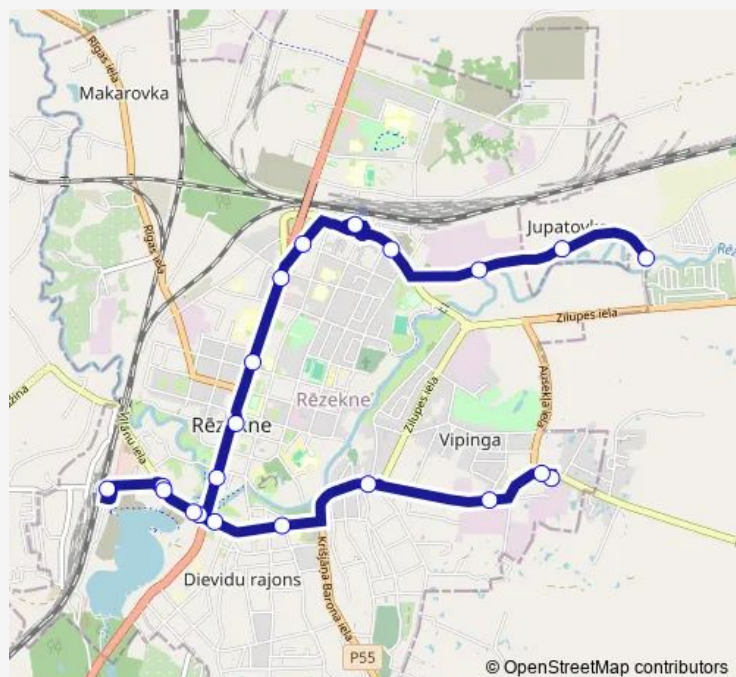 Rīgas iela
Makarovka
Rīgas iela
Jupatovka
Zilupes iela
Ausekļa iela
Zilupes iela
Rēzekne
Rēzekne
Viļānu iela
Vipinga
Dievidu rajons
Krišjāņa Barona iela
P55
© OpenStreetMap contributors